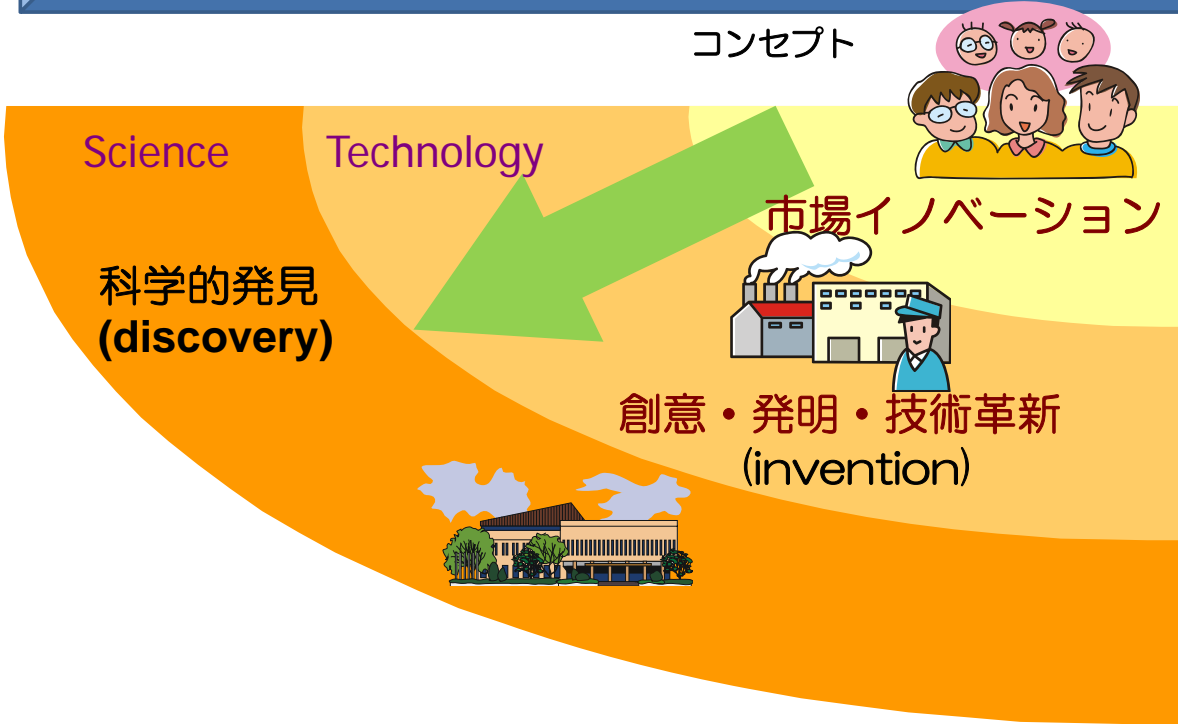 コンセプト
Science
Technology
市場イノベーション
科学的発見
(discovery)
創意・発明・技術革新
(invention)